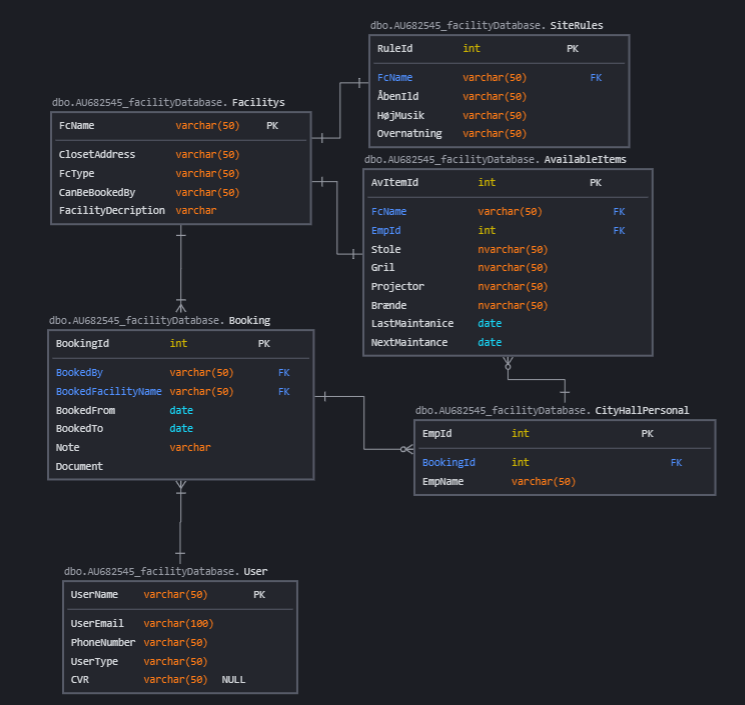 dbo.AU682545_facilityDatabase. SiteRules
RuleId int PK
FcName varchar(50) FK
ÅbenIld varchar(50)
HøjMusik varchar(50)
Overnatning varchar(50)
dbo.AU682545_facilityDatabase. Facilitys
FcName varchar(50) PK
ClosetAddress varchar(50)
FcType varchar(50)
CanBeBookedBy varchar(50)
FacilityDecription varchar
dbo.AU682545_facilityDatabase. AvailableItems
AvItemId int PK
FcName varchar(50) FK
EmpId int FK
Stole nvarchar(50)
Gril nvarchar(50)
Projector nvarchar(50)
Brænde nvarchar(50)
LastMaintanice date
NextMaintance date
dbo.AU682545_facilityDatabase. Booking
BookingId int PK
BookedBy varchar(50) FK
BookedFacilityName varchar(50) FK
BookedFrom date
BookedTo date
Note varchar
Document
dbo.AU682545_facilityDatabase. CityHallPersonal
EmpId int PK
BookingId int FK
EmpName varchar(50)
dbo.AU682545_facilityDatabase. User
UserName varchar(50) PK
UserEmail varchar(100)
PhoneNumber varchar(50)
UserType varchar(50)
CVR varchar(50) NULL